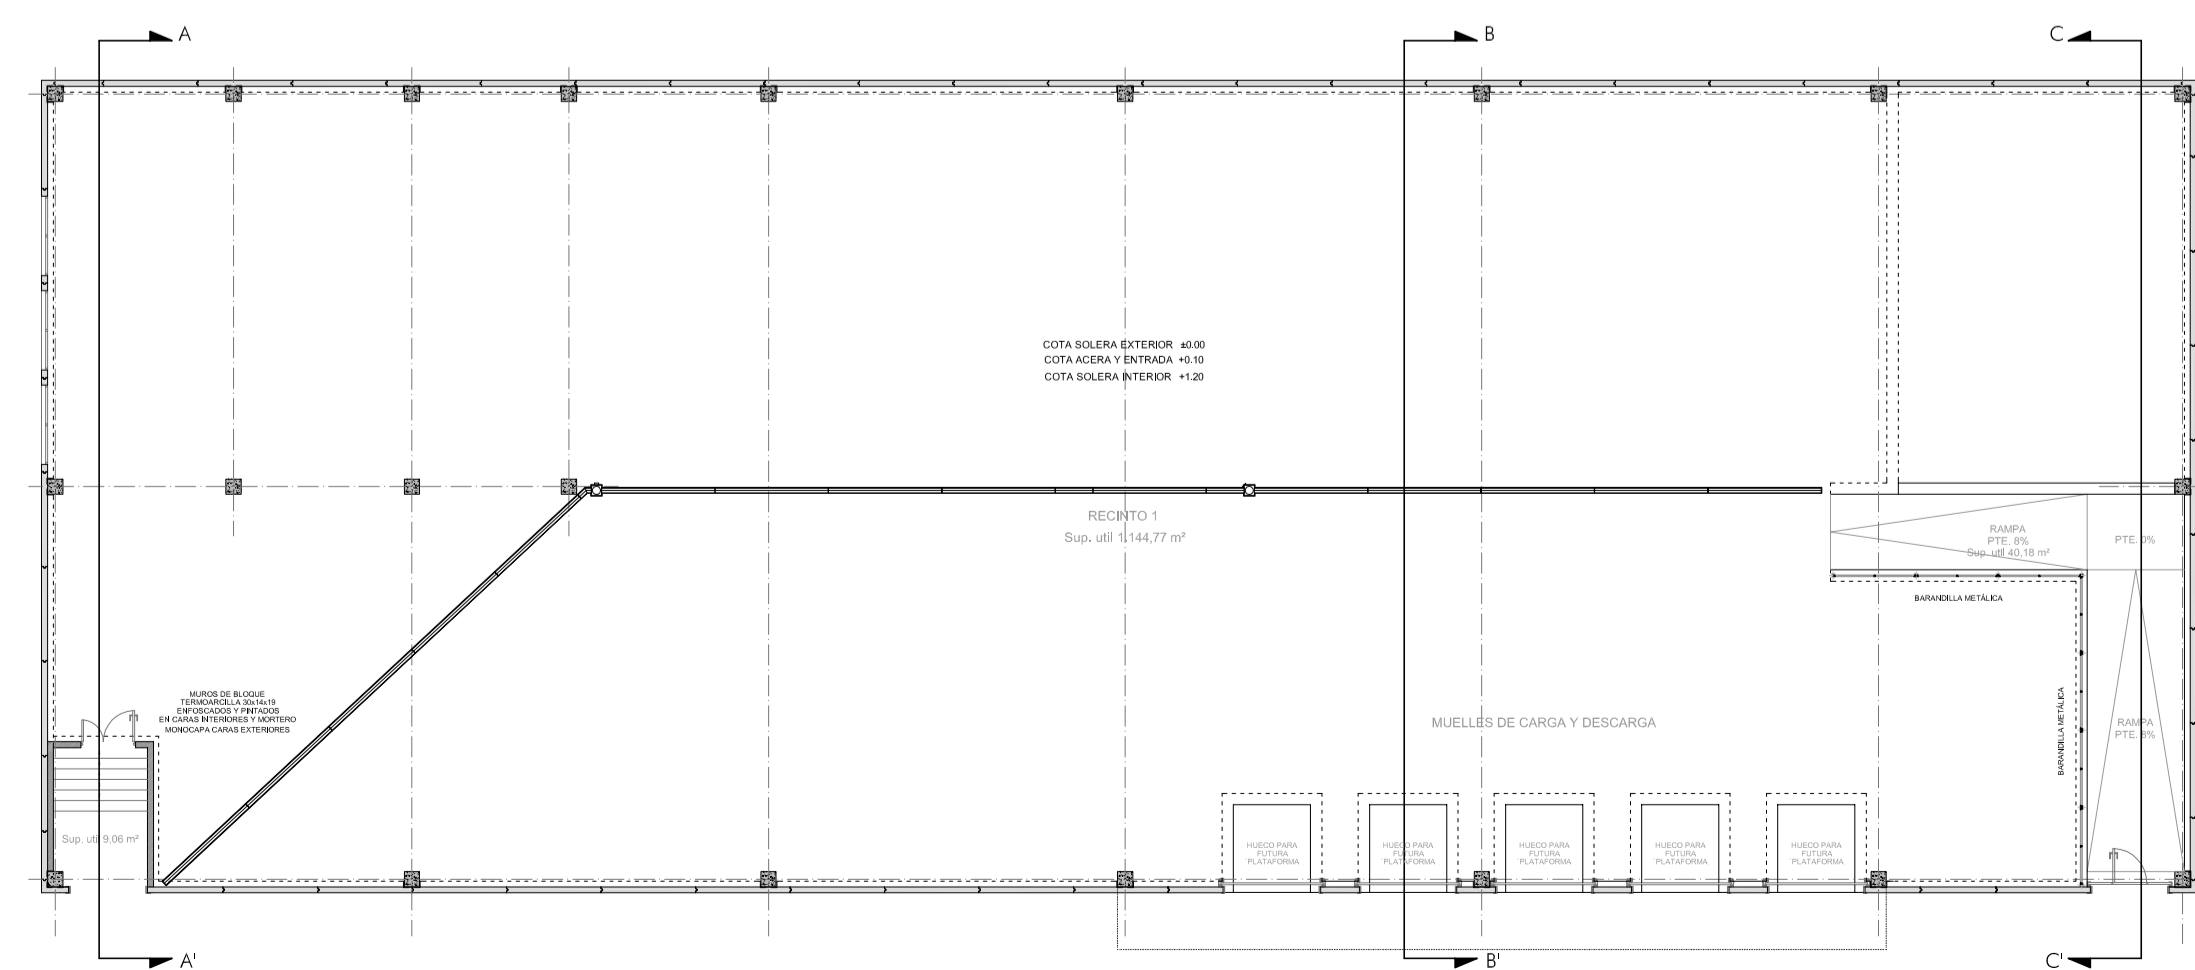 A
B
C
COTA SOLERA EXTERIOR ±0.00
COTA ACERA Y ENTRADA +0.10
COTA SOLERA INTERIOR +1.20
RECINTO 1
Sup. util 1.144,77 m²
RAMPA
PTE. 8%
Sup. util 40,18 m²
PTE. 0%
BARANDILLA METÁLICA
MUROS DE BLOQUE
TERMOARCILLA 30x14x19
ENFOSCADOS Y PINTADOS
EN CARAS INTERIORES Y MORTERO
MONOCAPA CARAS EXTERIORES
MUELLES DE CARGA Y DESCARGA
BARANDILLA METÁLICA
RAMPA
PTE. 8%
Sup. util 9,06 m²
HUECO PARA
FUTURA
PLATAFORMA
HUECO PARA
FUTURA
PLATAFORMA
HUECO PARA
FUTURA
PLATAFORMA
HUECO PARA
FUTURA
PLATAFORMA
HUECO PARA
FUTURA
PLATAFORMA
A'
B'
C'